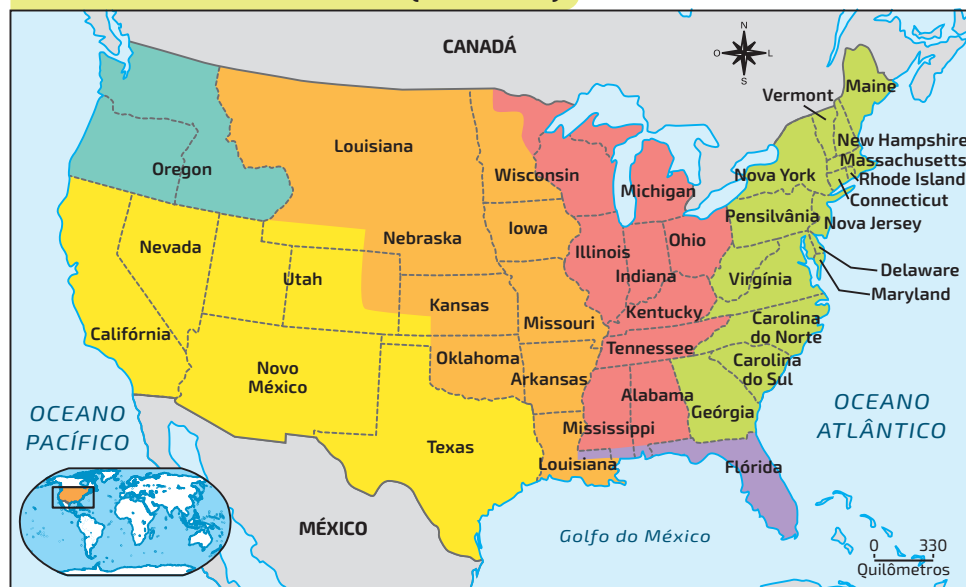 CANADÁ
N
O
L
S
Maine
Vermont
New Hampshire
Massachusetts
Rhode Island
Connecticut
Nova York
Pensilvânia
Nova Jersey
Delaware
Maryland
Virgínia
Carolina
do Norte
Carolina
do Sul
Geórgia
Flórida
Louisiana
Oregon
Wisconsin
Michigan
Nebraska
Iowa
Illinois
Indiana
Ohio
Nevada
Utah
Kansas
Missouri
Kentucky
Califórnia
Novo
México
Oklahoma
Arkansas
Tennessee
Alabama
Mississippi
Texas
Louisiana
OCEANO
PACÍFICO
OCEANO
ATLÂNTICO
MÉXICO
Golfo do México
0 330
Quilômetros